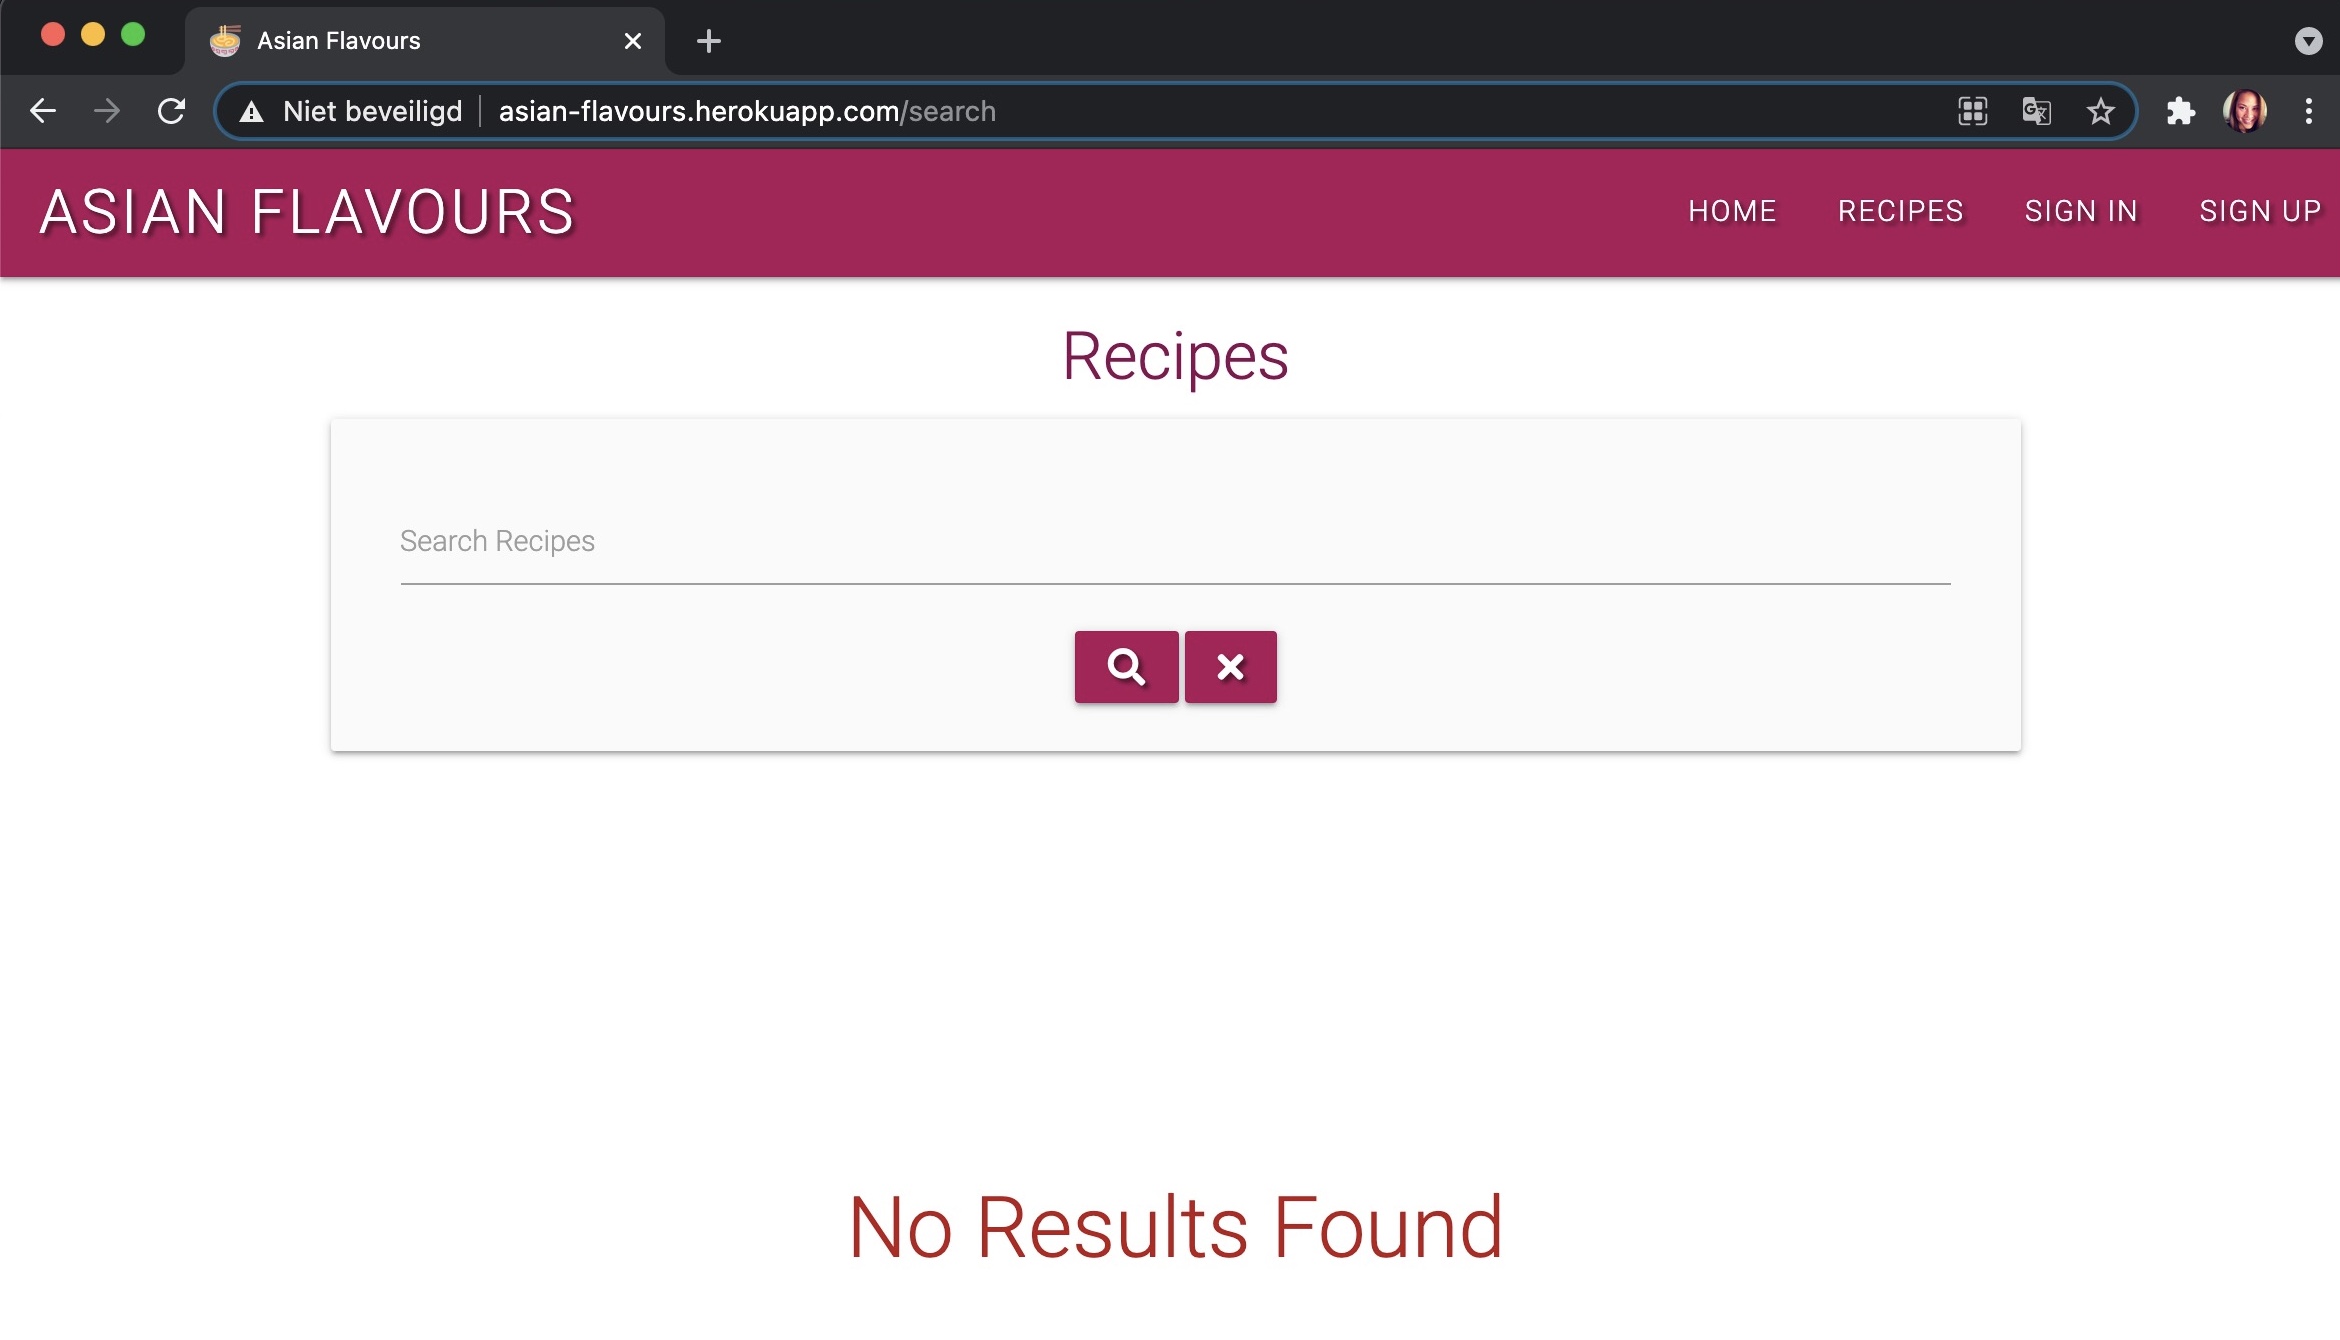 Asian Flavours
Niet beveiligd asian-flavours.herokuapp.com/search
ASIAN FLAVOURS HOME RECIPES SIGN IN SIGN UP
Recipes
Search Recipes
No Results Found